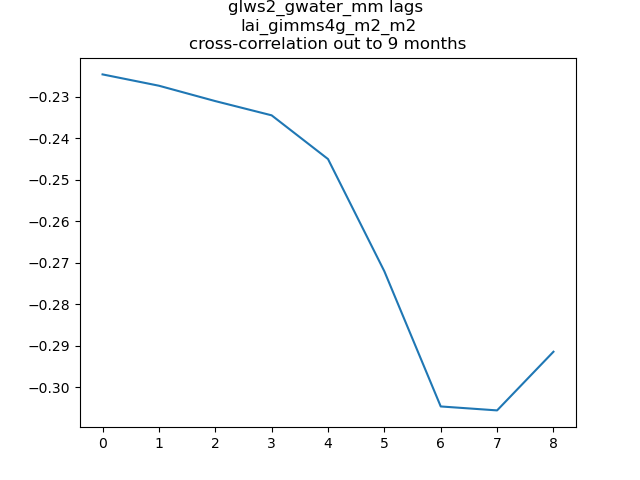 glws2_gwater_mm lags
lai_gimms4g_m2_m2
cross-correlation out to 9 months
−0.23
−0.24
−0.25
−0.26
−0.27
−0.28
−0.29
−0.30
0 1 2 3 4 5 6 7 8